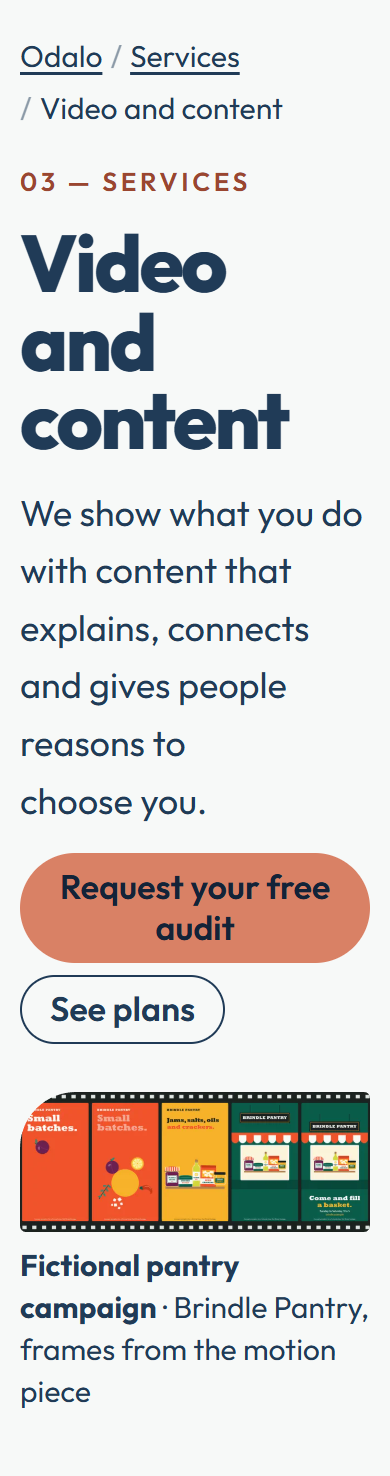 Odalo / Services
/ Video and content
03 — SERVICES
Video
and
content
We show what you do
with content that
explains, connects
and gives people
reasons to
choose you.
Request your free
audit
See plans
Small
batches.
BRINDLE PANTRY
Small
batches.
BRINDLE PANTRY
Jams, salts, oils
and crackers.
BRINDLE PANTRY
BRINDLE PANTRY
Come and fill
a basket.
Fictional pantry
campaign · Brindle Pantry,
frames from the motion
piece